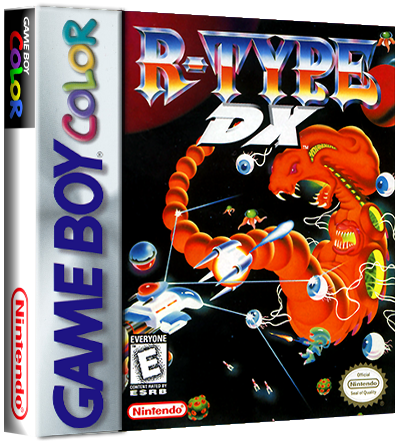 GAME BOY
COLOR
Nintendo
GAME BOY COLOR
R-TYPE
DX
EVERYONE
E
CONTENT RATED BY
ESRB
Nintendo
Official
Nintendo
Seal of Quality